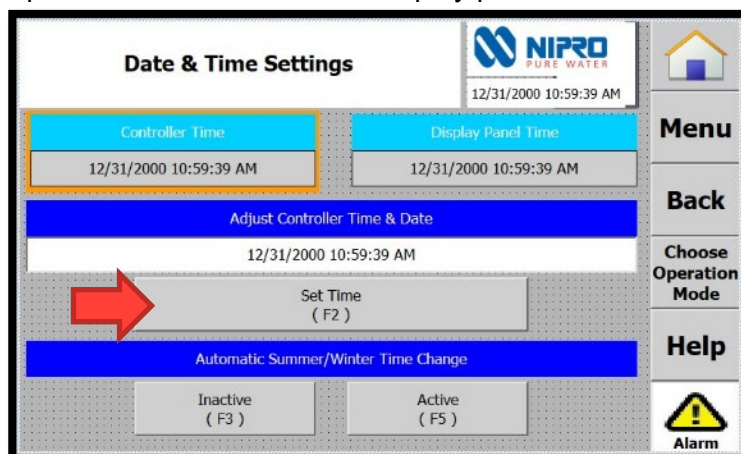 Date & Time Settings
NIPRO
PURE WATER
12/31/2000 10:59:39 AM
Controller Time
Display Panel Time
12/31/2000 10:59:39 AM
12/31/2000 10:59:39 AM
Adjust Controller Time & Date
12/31/2000 10:59:39 AM
Set Time
( F2 )
Automatic Summer/Winter Time Change
Inactive
( F3 )
Active
( F5 )
Menu
Back
Choose
Operation
Mode
Help
Alarm